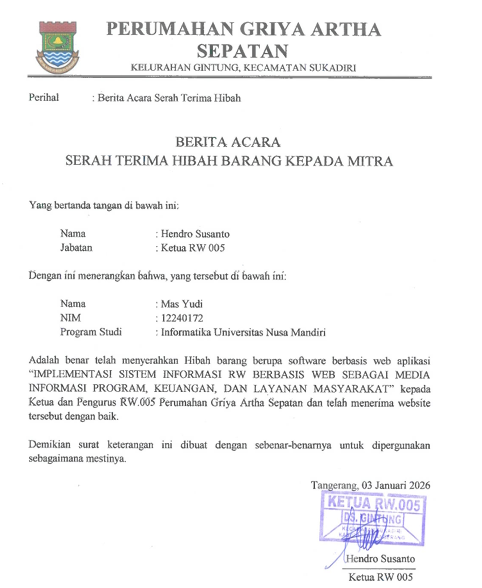 PERUMAHAN GRIYA ARTHA
SEPATAN
KELURAHAN GINTUNG, KECAMATAN SUKADIRI
Perihal : Berita Acara Serah Terima Hibah
BERITA ACARA
SERAH TERIMA HIBAH BARANG KEPADA MITRA
Yang bertanda tangan di bawah ini:
Nama : Hendro Susanto
Jabatan : Ketua RW 005
Dengan ini menerangkan bahwa, yang tersebut di bawah ini:
Nama : Mas Yudi
NIM : 12240172
Program Studi : Informatika Universitas Nusa Mandiri
Adalah benar telah menyerahkan Hibah barang berupa software berbasis web aplikasi
“IMPLEMENTASI SISTEM INFORMASI RW BERBASIS WEB SEBAGAI MEDIA
INFORMASI PROGRAM, KEUANGAN, DAN LAYANAN MASYARAKAT” kepada
Ketua dan Pengurus RW.005 Perumahan Griya Artha Sepatan dan telah menerima website
tersebut dengan baik.
Demikian surat keterangan ini dibuat dengan sebenar-benarnya untuk dipergunakan
sebagaimana mestinya.
Tangerang, 03 Januari 2026
KETUA RW.005
DS. GINTUNG
Hendro Susanto
Ketua RW 005